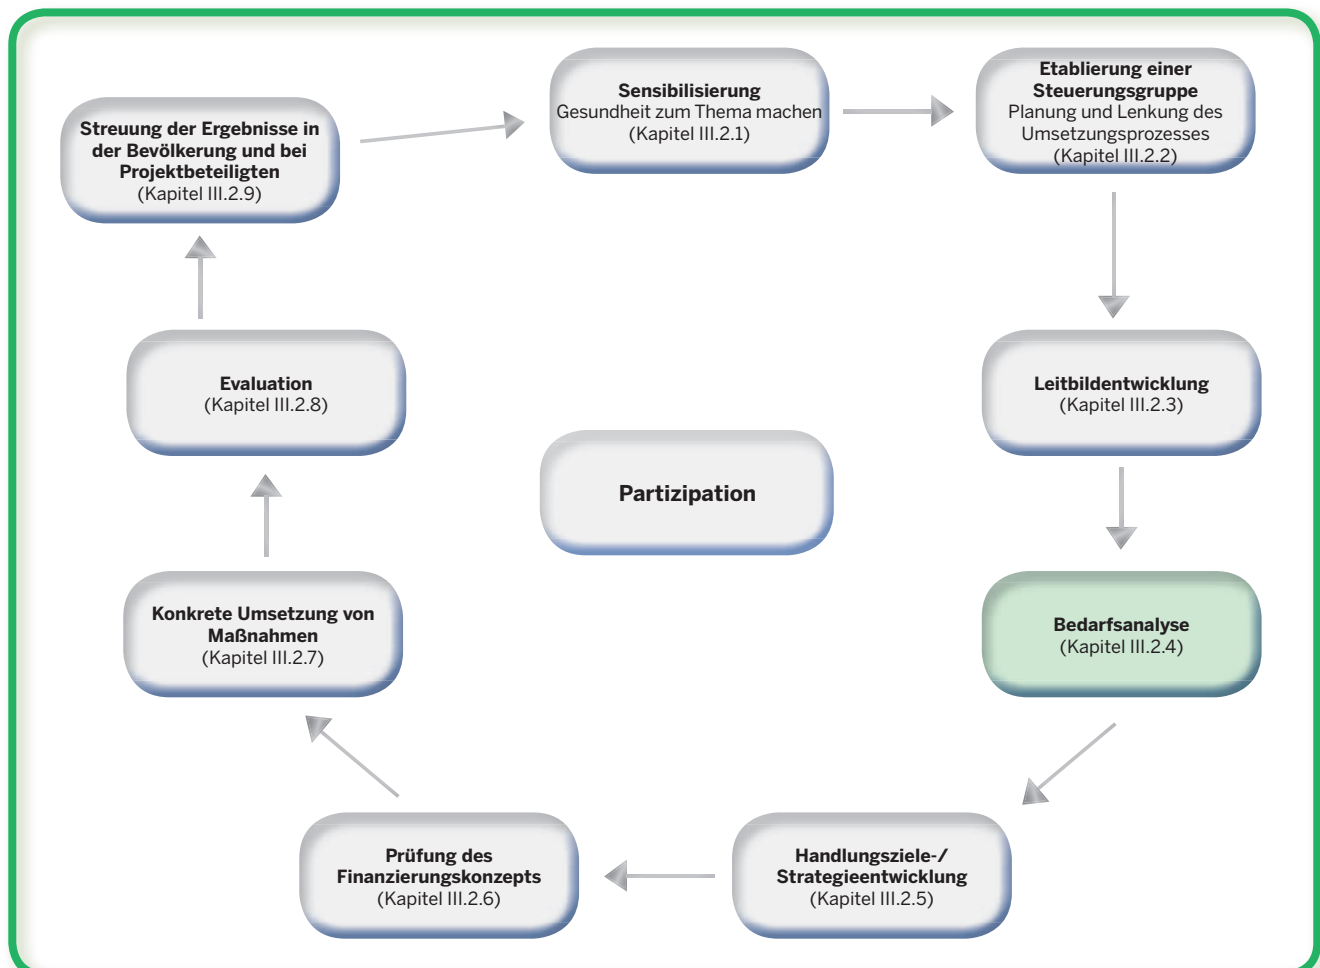 Sensibilisierung
Gesundheit zum Thema machen
(Kapitel III.2.1)
Etablierung einer
Steuerungsgruppe
Planung und Lenkung des
Umsetzungsprozesses
(Kapitel III.2.2)
Leitbildentwicklung
(Kapitel III.2.3)
Bedarfsanalyse
(Kapitel III.2.4)
Handlungsziele-/
Strategieentwicklung
(Kapitel III.2.5)
Prüfung des
Finanzierungskonzepts
(Kapitel III.2.6)
Konkrete Umsetzung von
Maßnahmen
(Kapitel III.2.7)
Evaluation
(Kapitel III.2.8)
Streuung der Ergebnisse in
der Bevölkerung und bei
Projektbeteiligten
(Kapitel III.2.9)
Partizipation